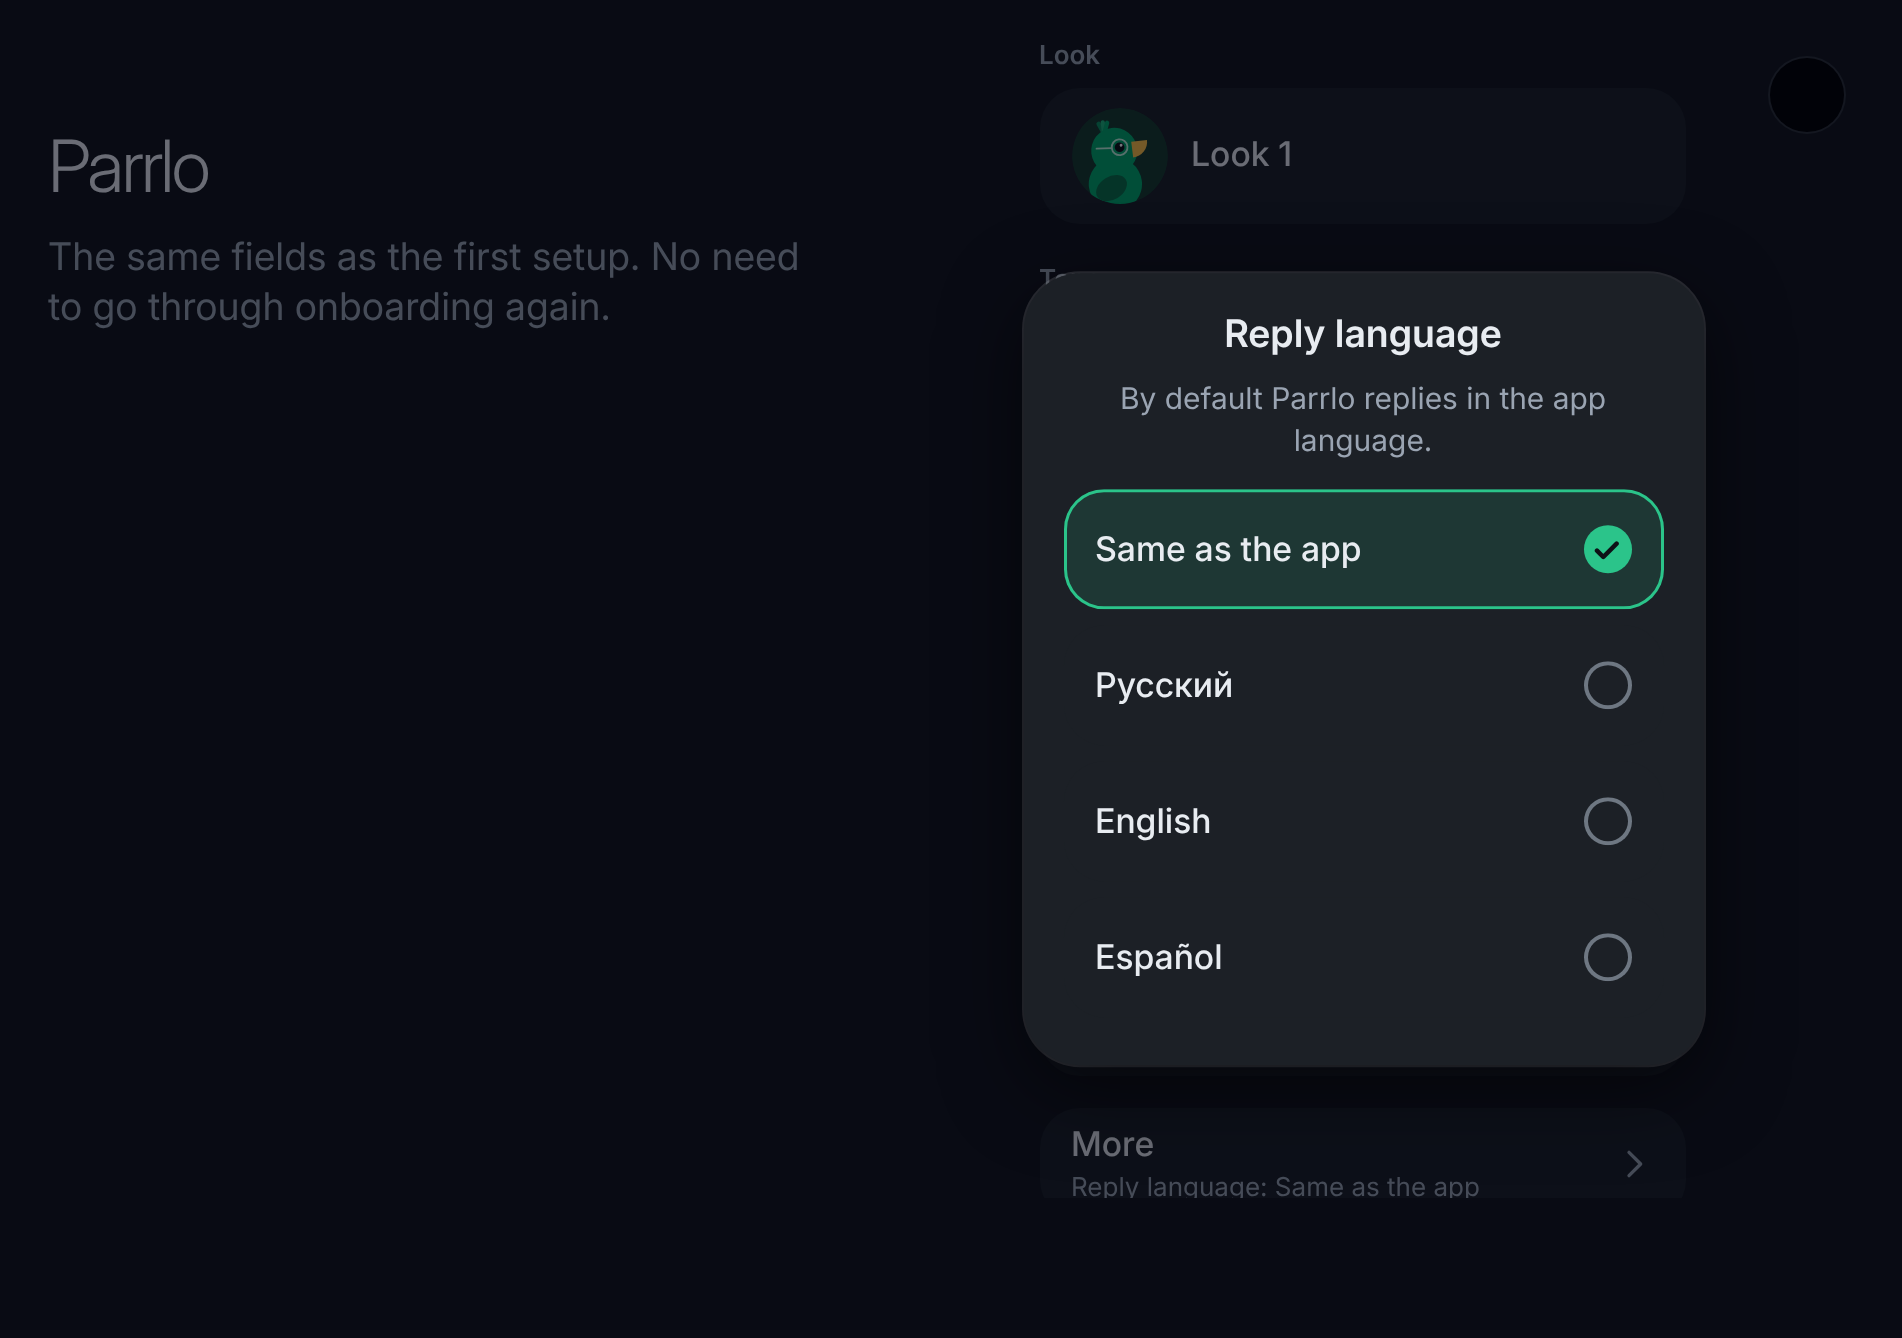 Parrlo
The same fields as the first setup. No need
to go through onboarding again.
Look
Look 1
Reply language
By default Parrlo replies in the app
language.
Same as the app
Русский
English
Español
More
Reply language: Same as the app